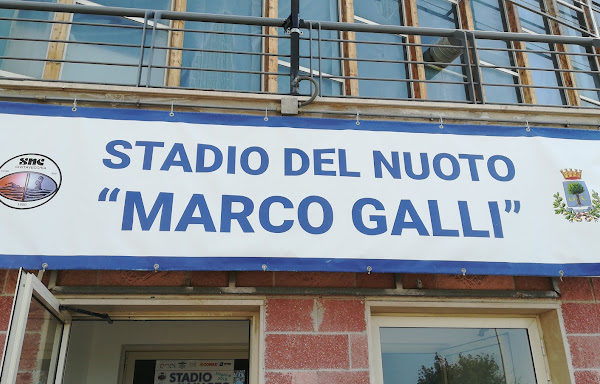 STADIO DEL NUOTO
SNC
"MARCO GALLI"
STADIO